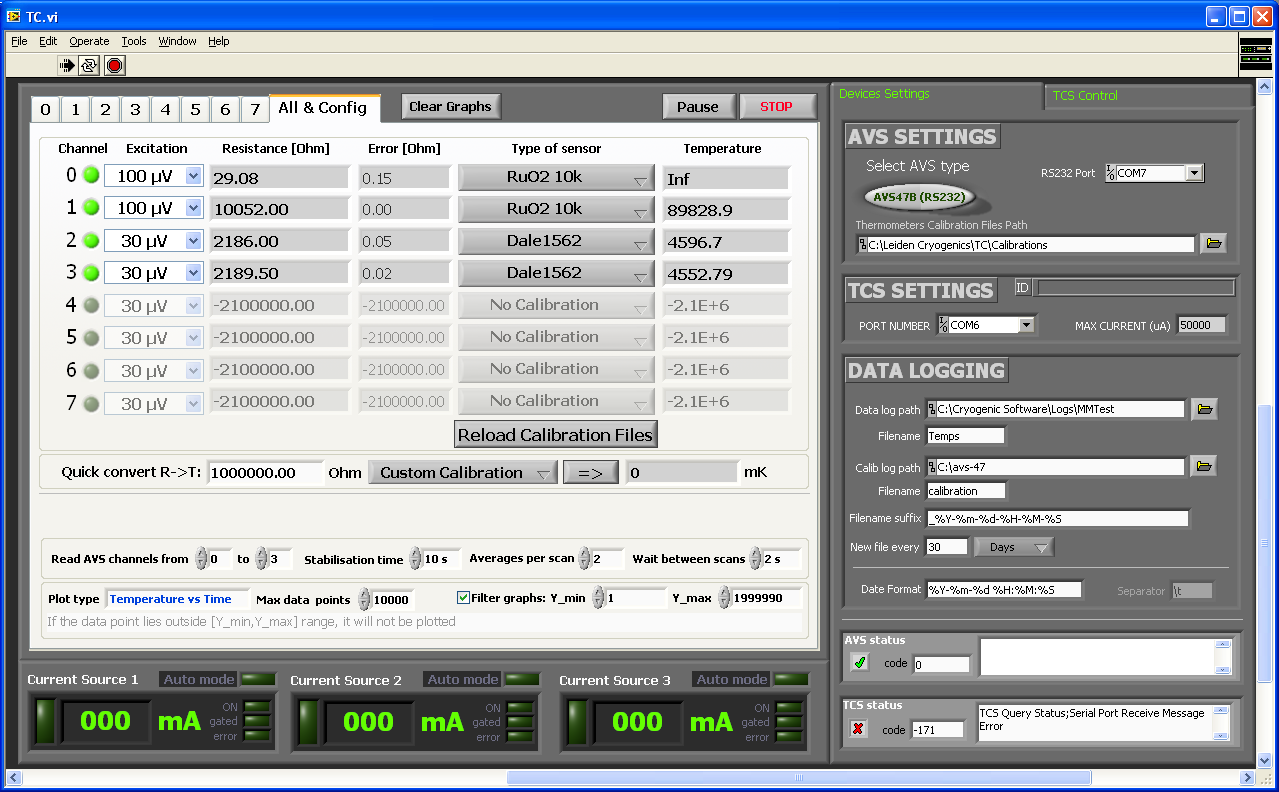 TC.vi
File Edit Operate Tools Window Help
0 1 2 3 4 5 6 7 All & Config Clear Graphs Pause STOP
Channel Excitation Resistance [Ohm] Error [Ohm] Type of sensor Temperature
0 100 µV 29.08 0.15 RuO2 10k Inf
1 100 µV 10052.00 0.00 RuO2 10k 89828.9
2 30 µV 2186.00 0.05 Dale1562 4596.7
3 30 µV 2189.50 0.02 Dale1562 4552.79
4 30 µV -2100000.00 -2100000.00 No Calibration -2.1E+6
5 30 µV -2100000.00 -2100000.00 No Calibration -2.1E+6
6 30 µV -2100000.00 -2100000.00 No Calibration -2.1E+6
7 30 µV -2100000.00 -2100000.00 No Calibration -2.1E+6
Reload Calibration Files
Quick convert R->T: 1000000.00 Ohm Custom Calibration => 0 mK
Read AVS channels from 0 to 3 Stabilisation time 10 s Averages per scan 2 Wait between scans 2 s
Plot type Temperature vs Time Max data points 10000 Filter graphs: Y_min 1 Y_max 1999990
If the data point lies outside [Y_min,Y_max] range, it will not be plotted
Current Source 1 Auto mode
000 mA ON
gated
error
Current Source 2 Auto mode
000 mA ON
gated
error
Current Source 3 Auto mode
000 mA ON
gated
error
Devices Settings TCS Control
AVS SETTINGS
Select AVS type
RS232 Port COM7
AVS47B (RS232)
Thermometers Calibration Files Path
C:\Leiden Cryogenics\TC\Calibrations
TCS SETTINGS ID
PORT NUMBER COM6 MAX CURRENT (uA) 50000
DATA LOGGING
Data log path C:\Cryogenic Software\Logs\MMTest
Filename Temps
Calib log path C:\avs-47
Filename calibration
Filename suffix _%Y-%m-%d-%H-%M-%S
New file every 30 Days
Date Format %Y-%m-%d %H:%M:%S Separator \t
AVS status
code 0
TCS status
code -171
TCS Query Status;Serial Port Receive Message
Error